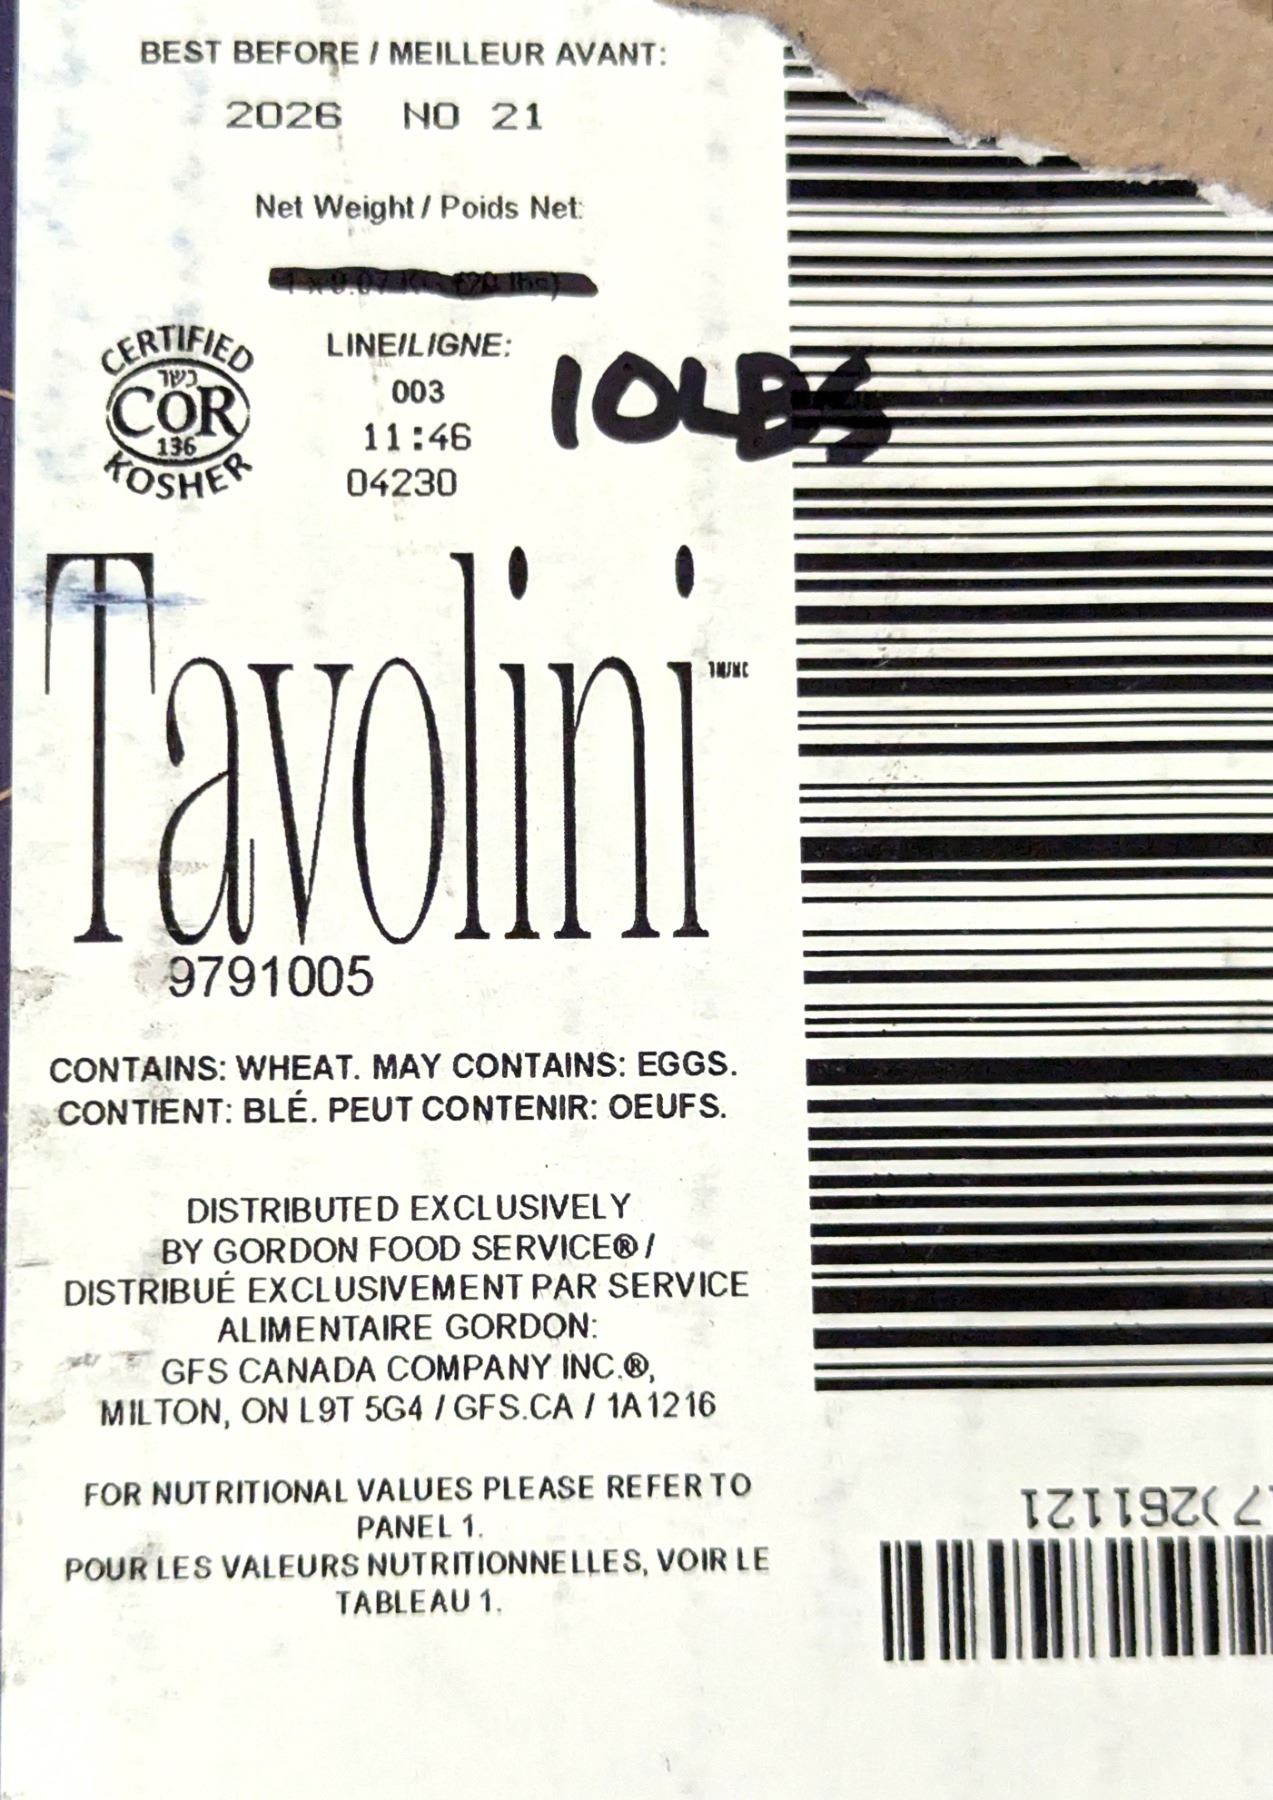 BEST BEFORE / MEILLEUR AVANT:
2026 NO 21
Net Weight / Poids Net:
CERTIFIED
כשר
COR
136
KOSHER
LINE/LIGNE:
003
11:46
04230
10LBS
Tavolini TM/MC
9791005
CONTAINS: WHEAT. MAY CONTAINS: EGGS.
CONTIENT: BLÉ. PEUT CONTENIR: OEUFS.
DISTRIBUTED EXCLUSIVELY
BY GORDON FOOD SERVICE® /
DISTRIBUÉ EXCLUSIVEMENT PAR SERVICE
ALIMENTAIRE GORDON:
GFS CANADA COMPANY INC.®,
MILTON, ON L9T 5G4 / GFS.CA / 1A1216
FOR NUTRITIONAL VALUES PLEASE REFER TO
PANEL 1.
POUR LES VALEURS NUTRITIONNELLES, VOIR LE
TABLEAU 1.
7)261121